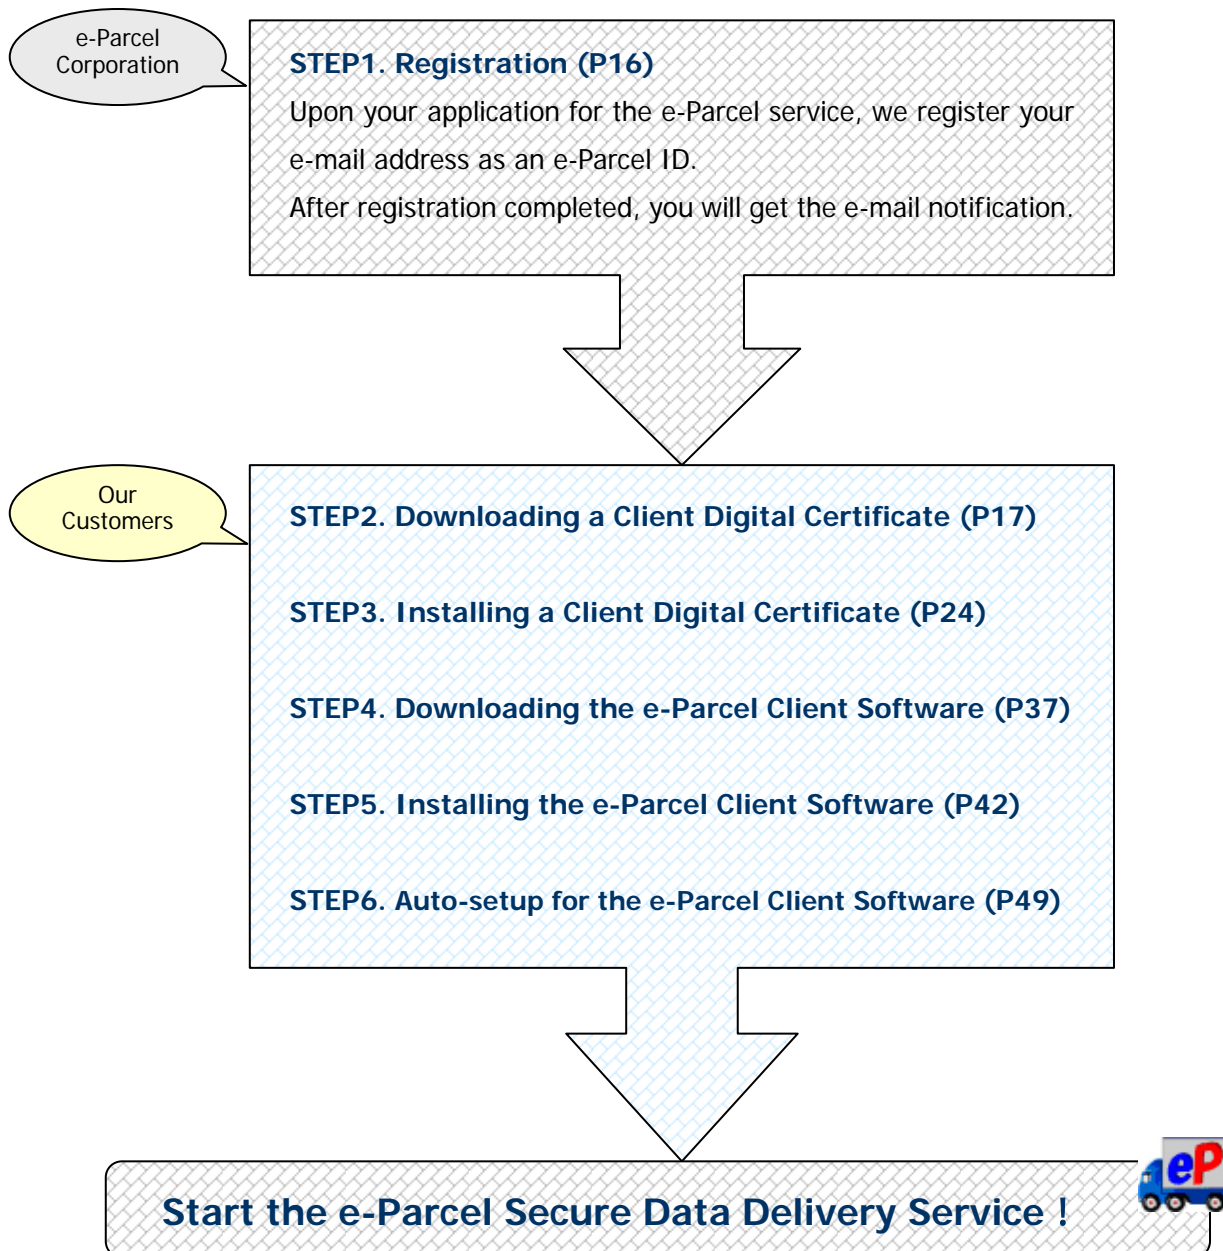 e-Parcel
Corporation
STEP1. Registration (P16)
Upon your application for the e-Parcel service, we register your
e-mail address as an e-Parcel ID.
After registration completed, you will get the e-mail notification.
Our
Customers
STEP2. Downloading a Client Digital Certificate (P17)
STEP3. Installing a Client Digital Certificate (P24)
STEP4. Downloading the e-Parcel Client Software (P37)
STEP5. Installing the e-Parcel Client Software (P42)
STEP6. Auto-setup for the e-Parcel Client Software (P49)
eP
Start the e-Parcel Secure Data Delivery Service !